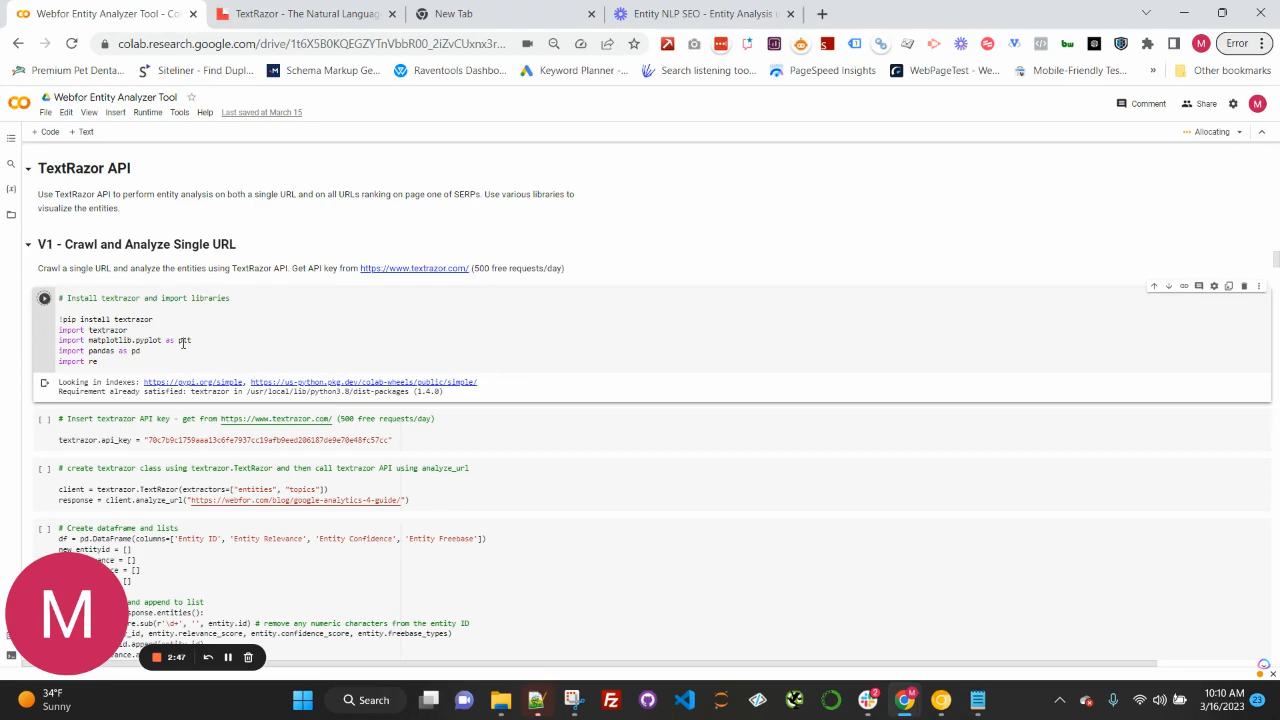 Entity Analyzer Tool - Co
TextRazor - The Natural Languag
New Tab
Entity NLP SEO - Entity Analysis u
Error
Premium Pet Denta...
Siteliner - Find Dupl...
Schema Markup Ge...
Raventools Dashbo...
Keyword Planner -...
Search listening too...
PageSpeed Insights
WebPageTest - We...
Mobile-Friendly Tes...
»
Other bookmarks
Webfor Entity Analyzer Tool
Comment
Share
M
File Edit View Insert Runtime Tools Help Last saved at March 15
+ Code + Text
Allocating
TextRazor API
Use TextRazor API to perform entity analysis on both a single URL and on all URLs ranking on page one of SERPs. Use various libraries to
visualize the entities.
V1 - Crawl and Analyze Single URL
Crawl a single URL and analyze the entities using TextRazor API. Get API key from https://www.textrazor.com/ (500 free requests/day)
# Install textrazor and import libraries
!pip install textrazor
import textrazor
import matplotlib.pyplot as plt
import pandas as pd
import re
Looking in indexes: https://pypi.org/simple, https://us-python.pkg.dev/colab-wheels/public/simple/
Requirement already satisfied: textrazor in /usr/local/lib/python3.8/dist-packages (1.4.0)
[ ] # Insert textrazor API key - get from https://www.textrazor.com/ (500 free requests/day)
textrazor.api_key =
[ ] # create textrazor class using textrazor.TextRazor and then call textrazor API using analyze_url
client = textrazor.TextRazor(extractors=["entities", "topics"])
response = client.analyze_url("https://webfor.com/blog/google-analytics-4-guide/")
[ ] # Create dataframe and lists
df = pd.DataFrame(columns=['Entity ID', 'Entity Relevance', 'Entity Confidence', 'Entity Freebase'])
new_entityid = []
ance = []
ce = []
[]
and append to list
sponse.entities():
re.sub(r'\d+', '', entity.id) # remove any numeric characters from the entity ID
_id, entity.relevance_score, entity.confidence_score, entity.freebase_types)
M
2:47
34°F
Sunny
Search
2
10:10 AM
3/16/2023
23